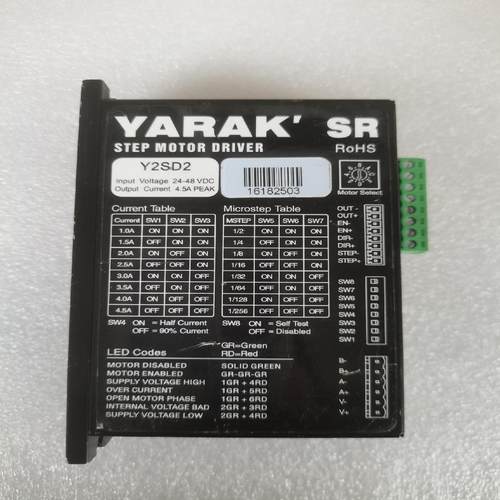 YARAK' SR
STEP MOTOR DRIVER RoHS
Y2SD2
Input Voltage 24-48 VDC
Output Current 4.5A PEAK
16182503
Motor Select
Current Table
Current SW1 SW2 SW3
1.0A ON ON ON
1.5A OFF ON ON
2.0A ON OFF ON
2.5A OFF OFF ON
3.0A ON ON OFF
3.5A OFF ON OFF
4.0A ON OFF OFF
4.5A OFF OFF OFF
SW4 ON = Half Current
OFF = 90% Current
Microstep Table
MSTEP SW5 SW6 SW7
1/2 ON ON ON
1/4 OFF ON ON
1/8 ON OFF ON
1/16 OFF OFF ON
1/32 ON ON OFF
1/64 OFF ON OFF
1/128 ON OFF OFF
1/256 OFF OFF OFF
SW8 ON = Self Test
OFF = Disabled
LED Codes
GR=Green
RD=Red
MOTOR DISABLED SOLID GREEN
MOTOR ENABLED GR-GR-GR
SUPPLY VOLTAGE HIGH 1GR + 4RD
OVER CURRENT 1GR + 5RD
OPEN MOTOR PHASE 1GR + 6RD
INTERNAL VOLTAGE BAD 2GR + 3RD
SUPPLY VOLTAGE LOW 2GR + 4RD
OUT -
OUT+
EN-
EN+
DIR-
DIR+
STEP-
STEP+
SW8
SW7
SW6
SW5
SW4
SW3
SW2
SW1
B-
B+
A-
A+
V-
V+